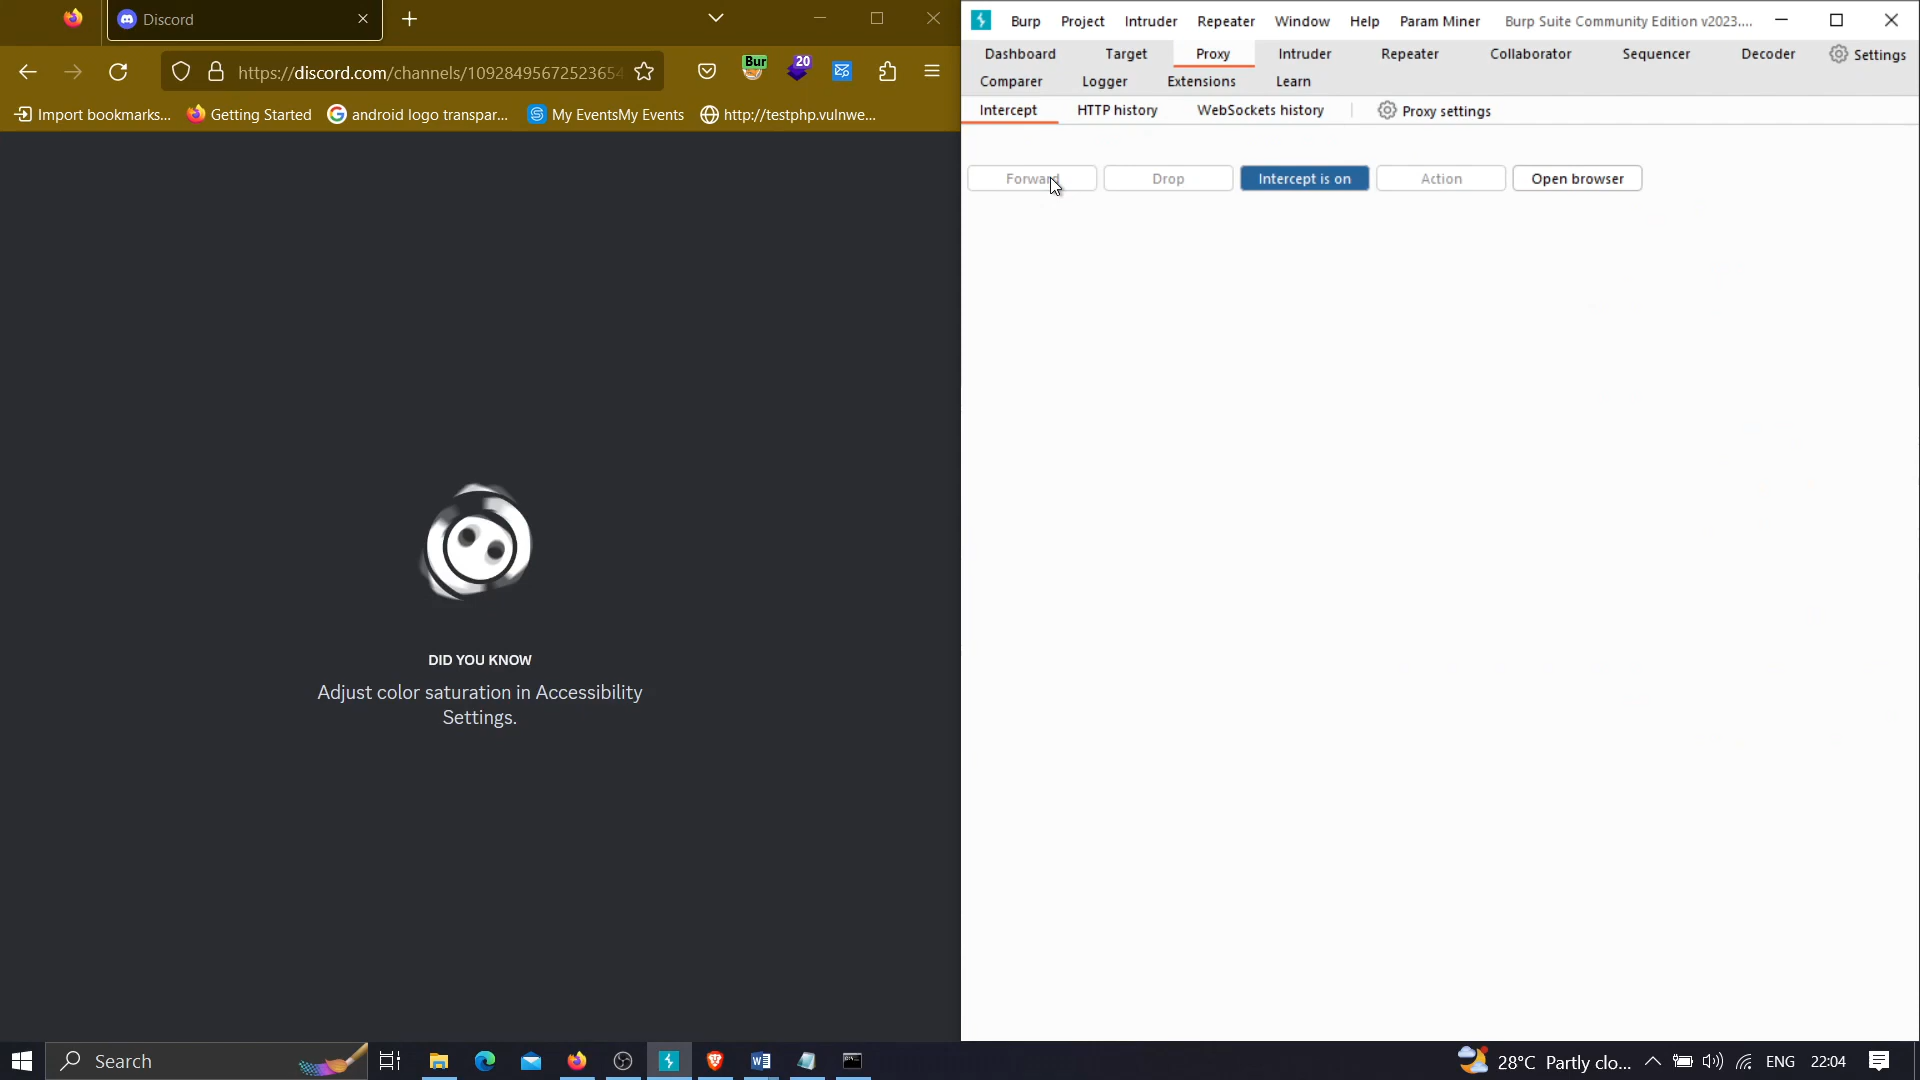 Discord
https://discord.com/channels/1092849567252365
Bur
20
Import bookmarks...
Getting Started
android logo transpar...
My EventsMy Events
http://testphp.vulnwe...
DID YOU KNOW
Adjust color saturation in Accessibility
Settings.
Burp Project Intruder Repeater Window Help Param Miner Burp Suite Community Edition v2023....
Dashboard Target Proxy Intruder Repeater Collaborator Sequencer Decoder Settings
Comparer Logger Extensions Learn
Intercept HTTP history WebSockets history Proxy settings
Forward Drop Intercept is on Action Open browser
Search
28°C Partly clo... ENG 22:04